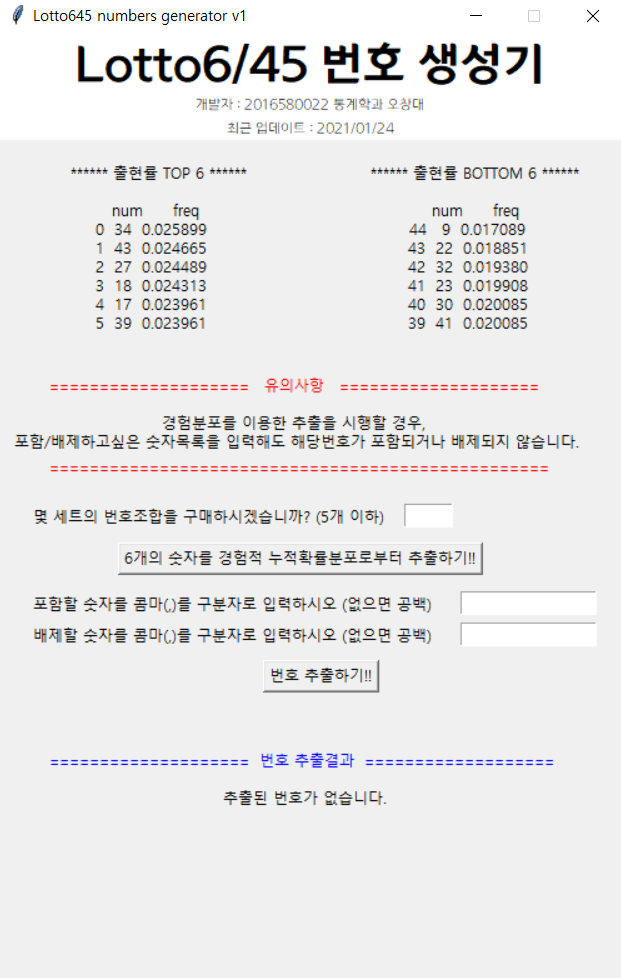 Lotto645 numbers generator v1
Lotto6/45 번호 생성기
개발자 : 2016580022 통계학과 오창대
최근 업데이트 : 2021/01/24
****** 출현률 TOP 6 ******
num freq
0 34 0.025899
1 43 0.024665
2 27 0.024489
3 18 0.024313
4 17 0.023961
5 39 0.023961
****** 출현률 BOTTOM 6 ******
num freq
44 9 0.017089
43 22 0.018851
42 32 0.019380
41 23 0.019908
40 30 0.020085
39 41 0.020085
==================== 유의사항 ====================
경험분포를 이용한 추출을 시행할 경우,
포함/배제하고싶은 숫자목록을 입력해도 해당번호가 포함되거나 배제되지 않습니다.
==================================================
몇 세트의 번호조합을 구매하시겠습니까? (5개 이하)
6개의 숫자를 경험적 누적확률분포로부터 추출하기!!
포함할 숫자를 콤마(,)를 구분자로 입력하시오 (없으면 공백)
배제할 숫자를 콤마(,)를 구분자로 입력하시오 (없으면 공백)
번호 추출하기!!
==================== 번호 추출결과 ===================
추출된 번호가 없습니다.